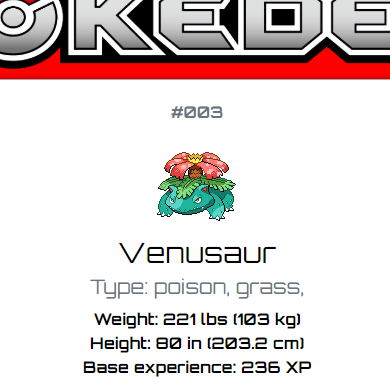 OKEDE
#003
Venusaur
Type: poison, grass,
Weight: 221 lbs (103 kg)
Height: 80 in (203.2 cm)
Base experience: 236 XP